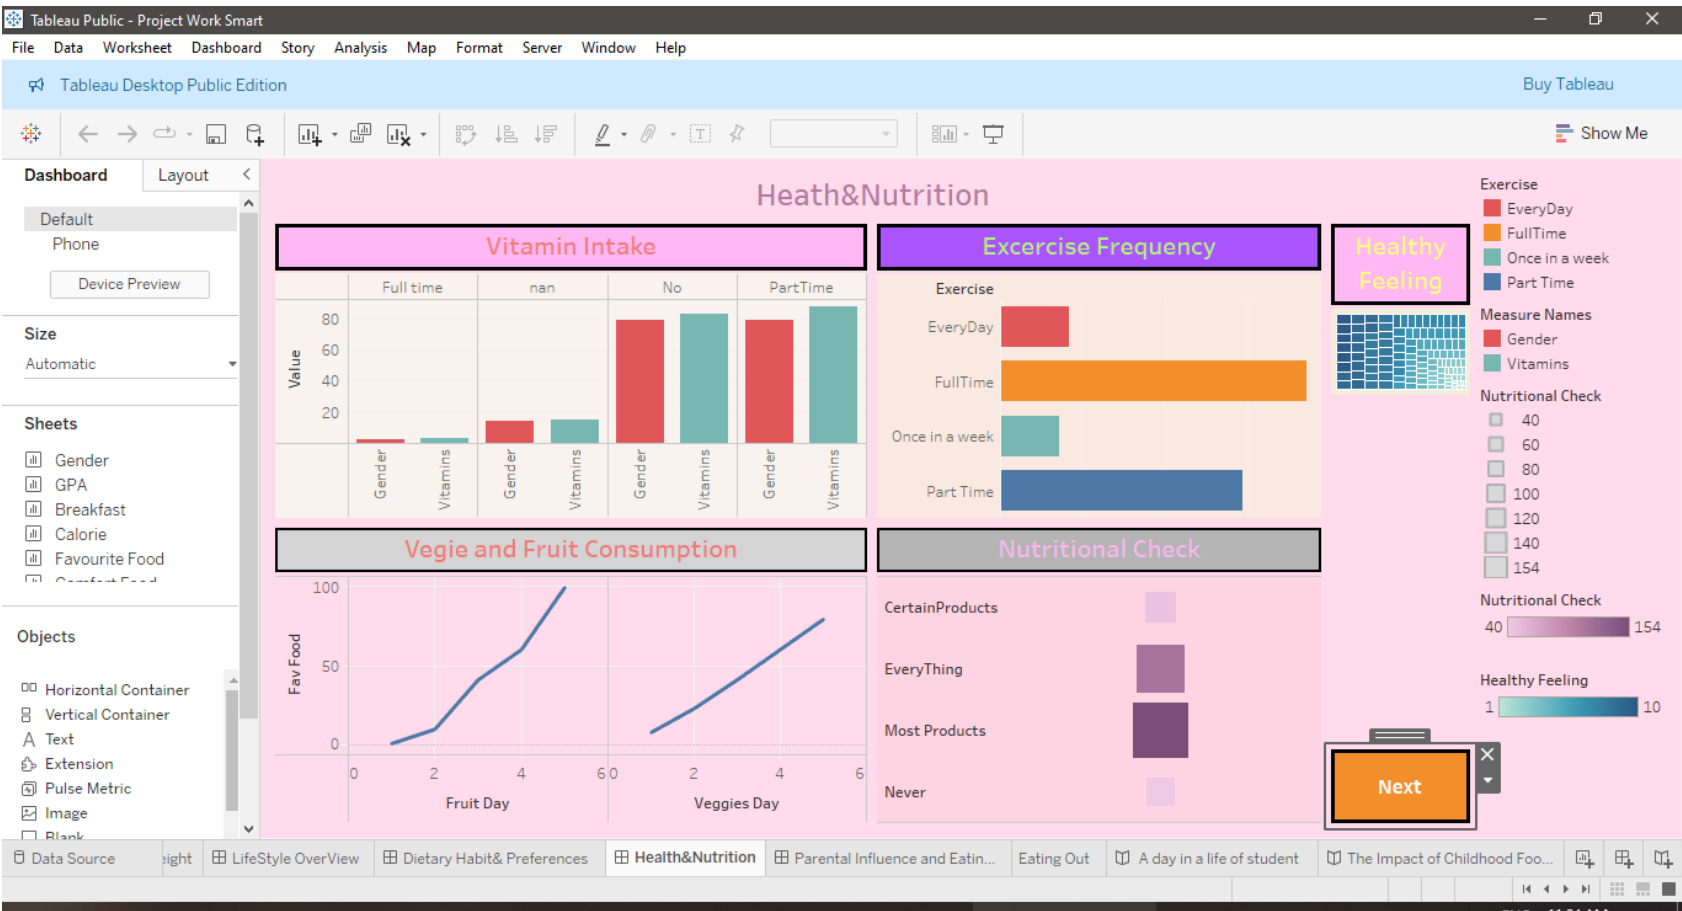 Tableau Public - Project Work Smart
File Data Worksheet Dashboard Story Analysis Map Format Server Window Help
Tableau Desktop Public Edition
Buy Tableau
Show Me
Dashboard Layout
Default
Phone
Device Preview
Size
Automatic
Sheets
Gender
GPA
Breakfast
Calorie
Favourite Food
Comfort Food
Objects
Horizontal Container
Vertical Container
Text
Extension
Pulse Metric
Image
Blank
Heath&Nutrition
Vitamin Intake
Full time nan No PartTime
Value
80
60
40
20
Gender Vitamins Gender Vitamins Gender Vitamins Gender Vitamins
Excercise Frequency
Exercise
EveryDay
FullTime
Once in a week
Part Time
Healthy
Feeling
Vegie and Fruit Consumption
Fav Food
100
50
0
0 2 4 6 0 2 4 6
Fruit Day Veggies Day
Nutritional Check
CertainProducts
EveryThing
Most Products
Never
Exercise
EveryDay
FullTime
Once in a week
Part Time
Measure Names
Gender
Vitamins
Nutritional Check
40
60
80
100
120
140
154
Nutritional Check
40 154
Healthy Feeling
1 10
Next
Data Source eight LifeStyle OverView Dietary Habit& Preferences Health&Nutrition Parental Influence and Eatin... Eating Out A day in a life of student The Impact of Childhood Foo...